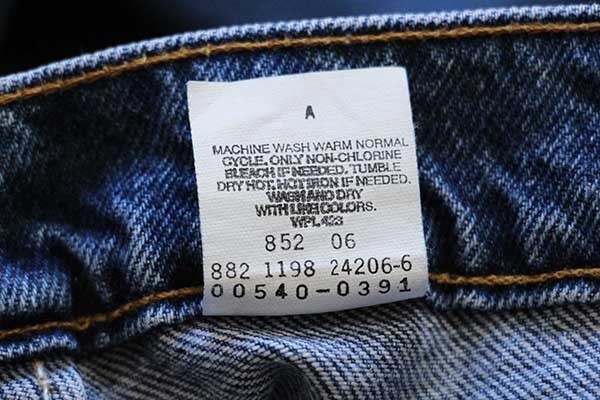 A
MACHINE WASH WARM NORMAL
CYCLE. ONLY NON-CHLORINE
BLEACH IF NEEDED. TUMBLE
DRY HOT. HOT IRON IF NEEDED.
WASH AND DRY
WITH LIKE COLORS.
WPL 423
852 06
882 1198 24206-6
00540-0391